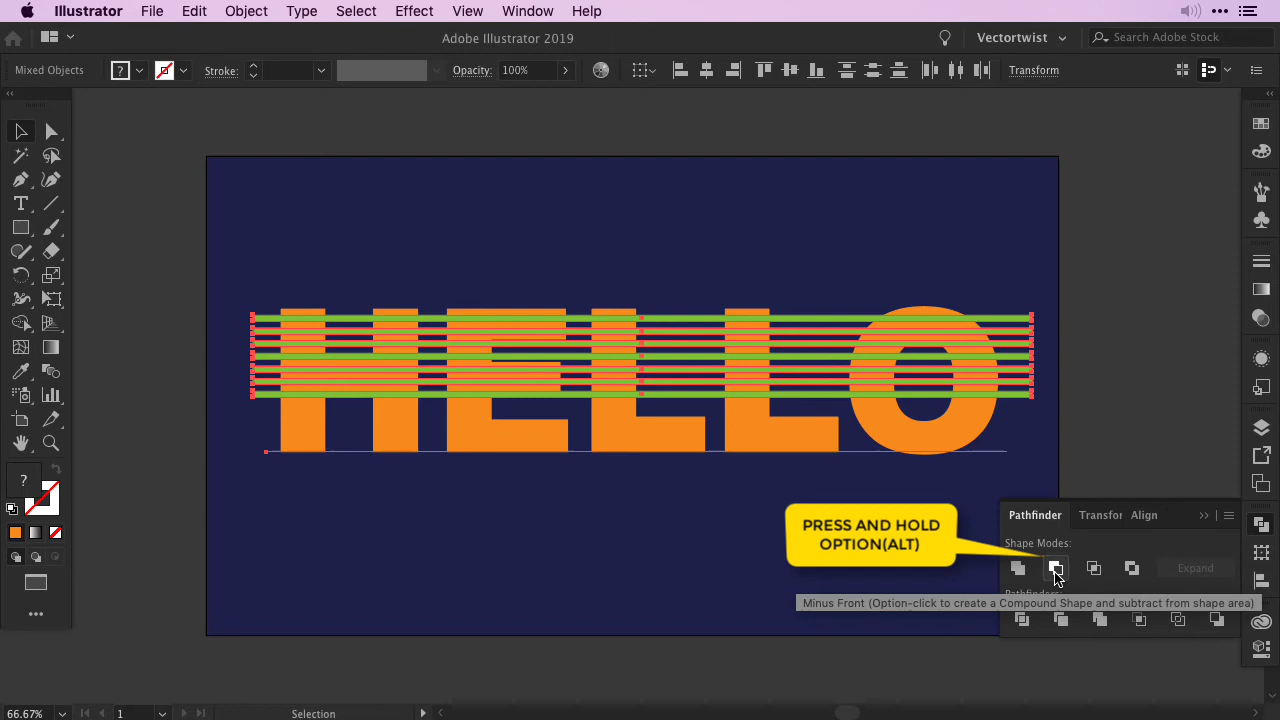 Illustrator File Edit Object Type Select Effect View Window Help
Adobe Illustrator 2019
Vectortwist
Search Adobe Stock
Mixed Objects
?
Stroke:
Opacity:
100%
Transform
HELLO
?
PRESS AND HOLD
OPTION(ALT)
Pathfinder
Transfor
Align
Shape Modes:
Expand
Minus Front (Option-click to create a Compound Shape and subtract from shape area)
Pathfinders:
66.67%
1
Selection